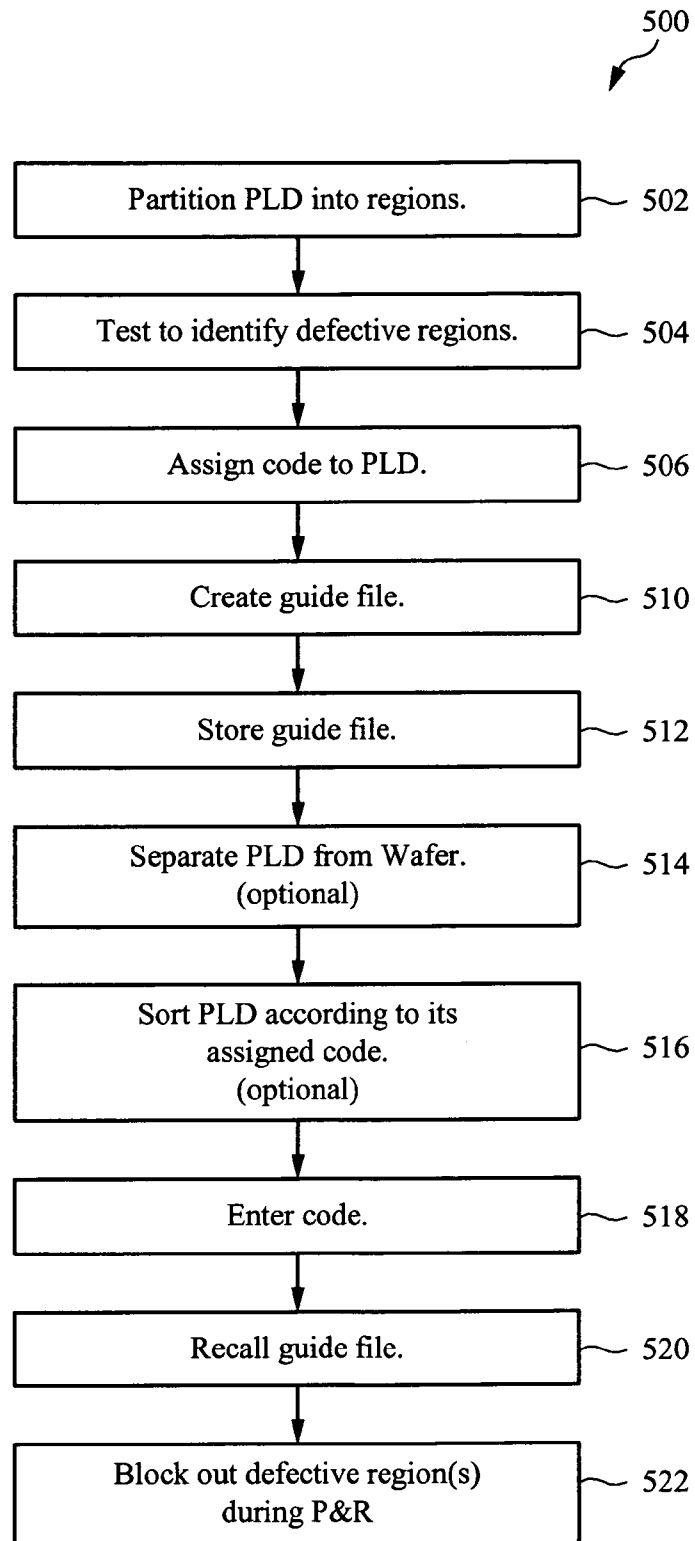 500
Partition PLD into regions.
502
Test to identify defective regions.
504
Assign code to PLD.
506
Create guide file.
510
Store guide file.
512
Separate PLD from Wafer.
(optional)
514
Sort PLD according to its
assigned code.
(optional)
516
Enter code.
518
Recall guide file.
520
Block out defective region(s)
during P&R
522